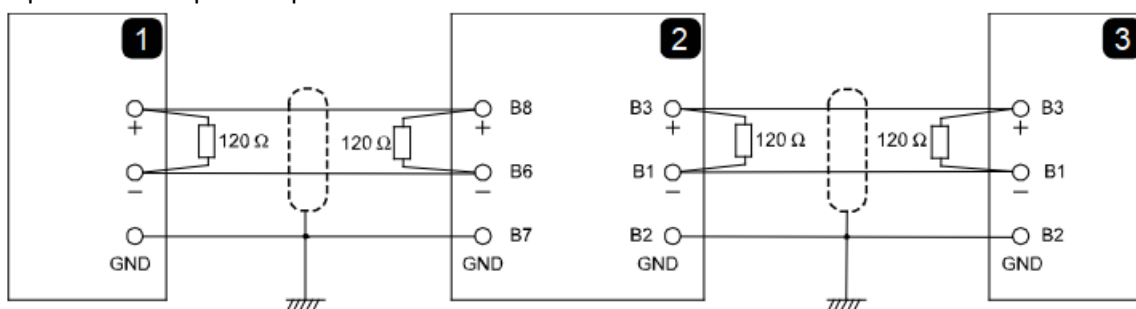 1
2
3
B8
B3
B3
+
+
+
+
120 Ω
120 Ω
120 Ω
120 Ω
B6
B1
B1
−
−
−
−
B7
B2
B2
GND
GND
GND
GND